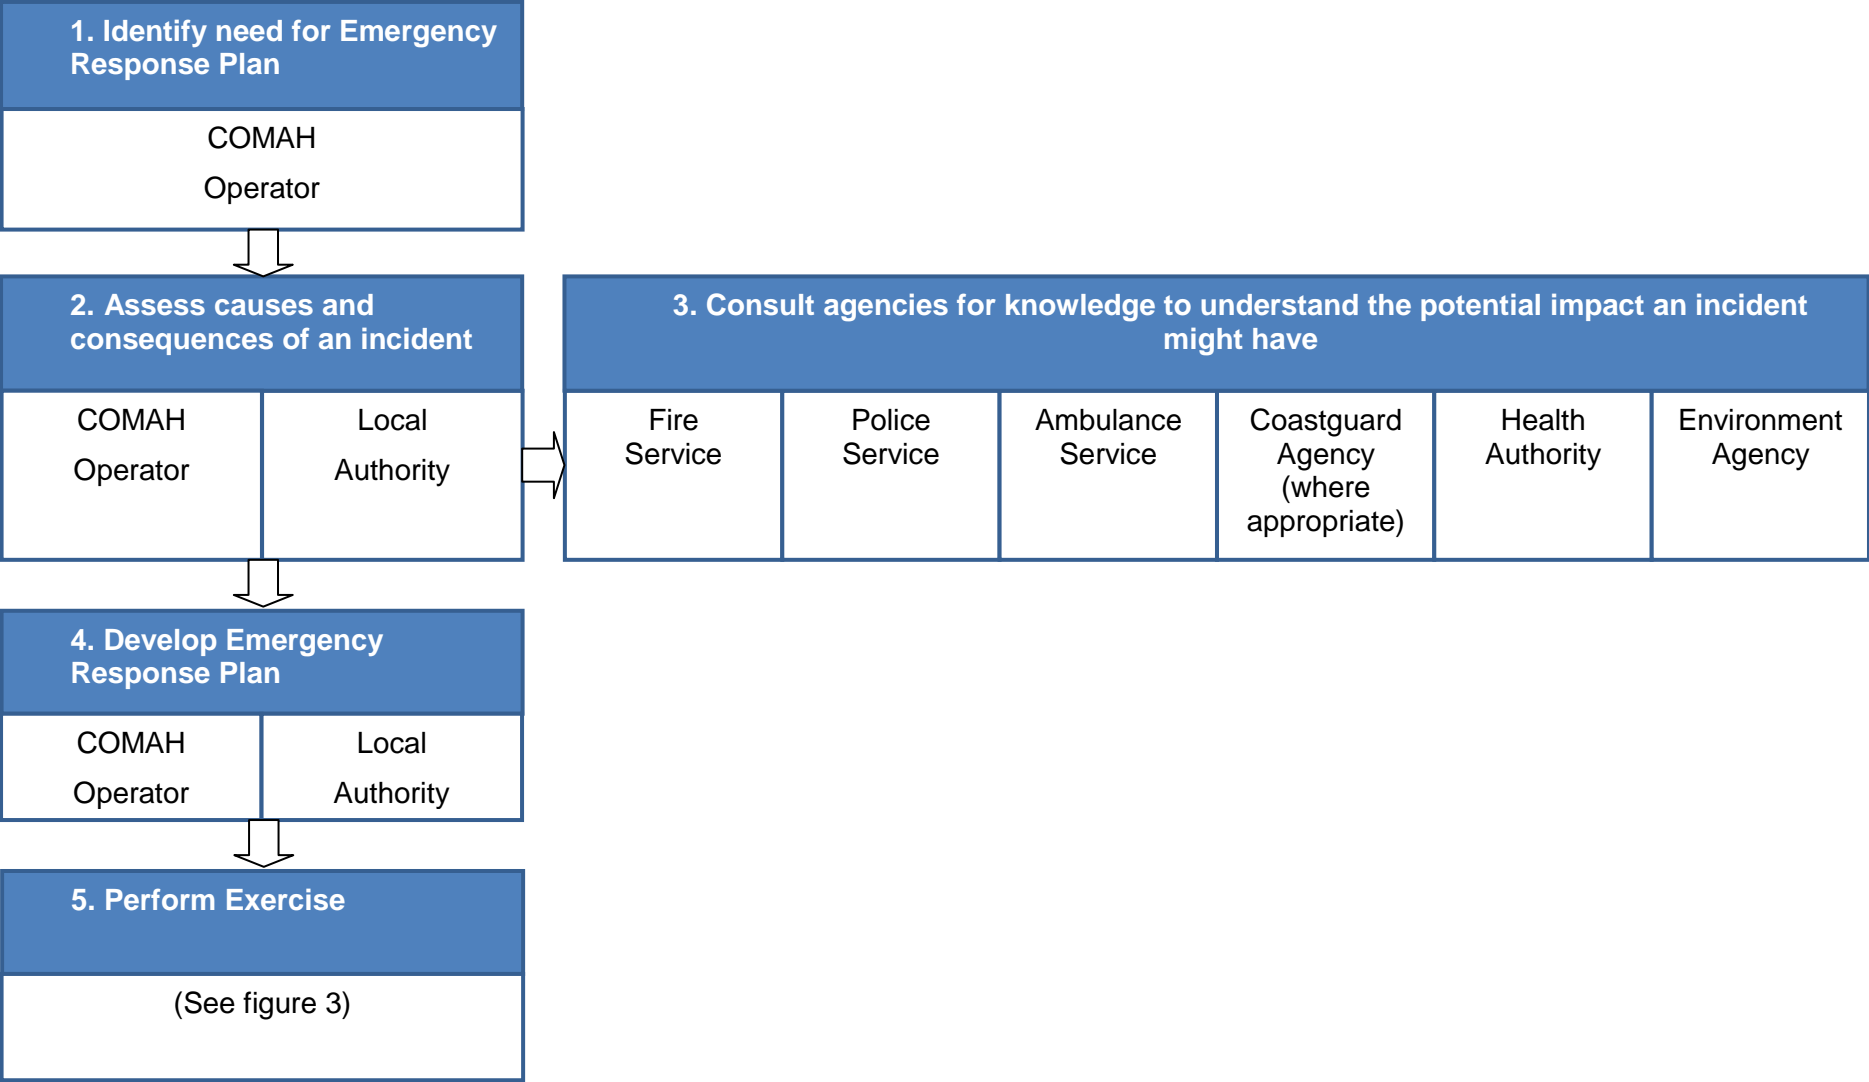 1. Identify need for Emergency
Response Plan
COMAH
Operator
2. Assess causes and
consequences of an incident
COMAH
Operator
Local
Authority
3. Consult agencies for knowledge to understand the potential impact an incident
might have
Fire
Service
Police
Service
Ambulance
Service
Coastguard
Agency
(where
appropriate)
Health
Authority
Environment
Agency
4. Develop Emergency
Response Plan
COMAH
Operator
Local
Authority
5. Perform Exercise
(See figure 3)